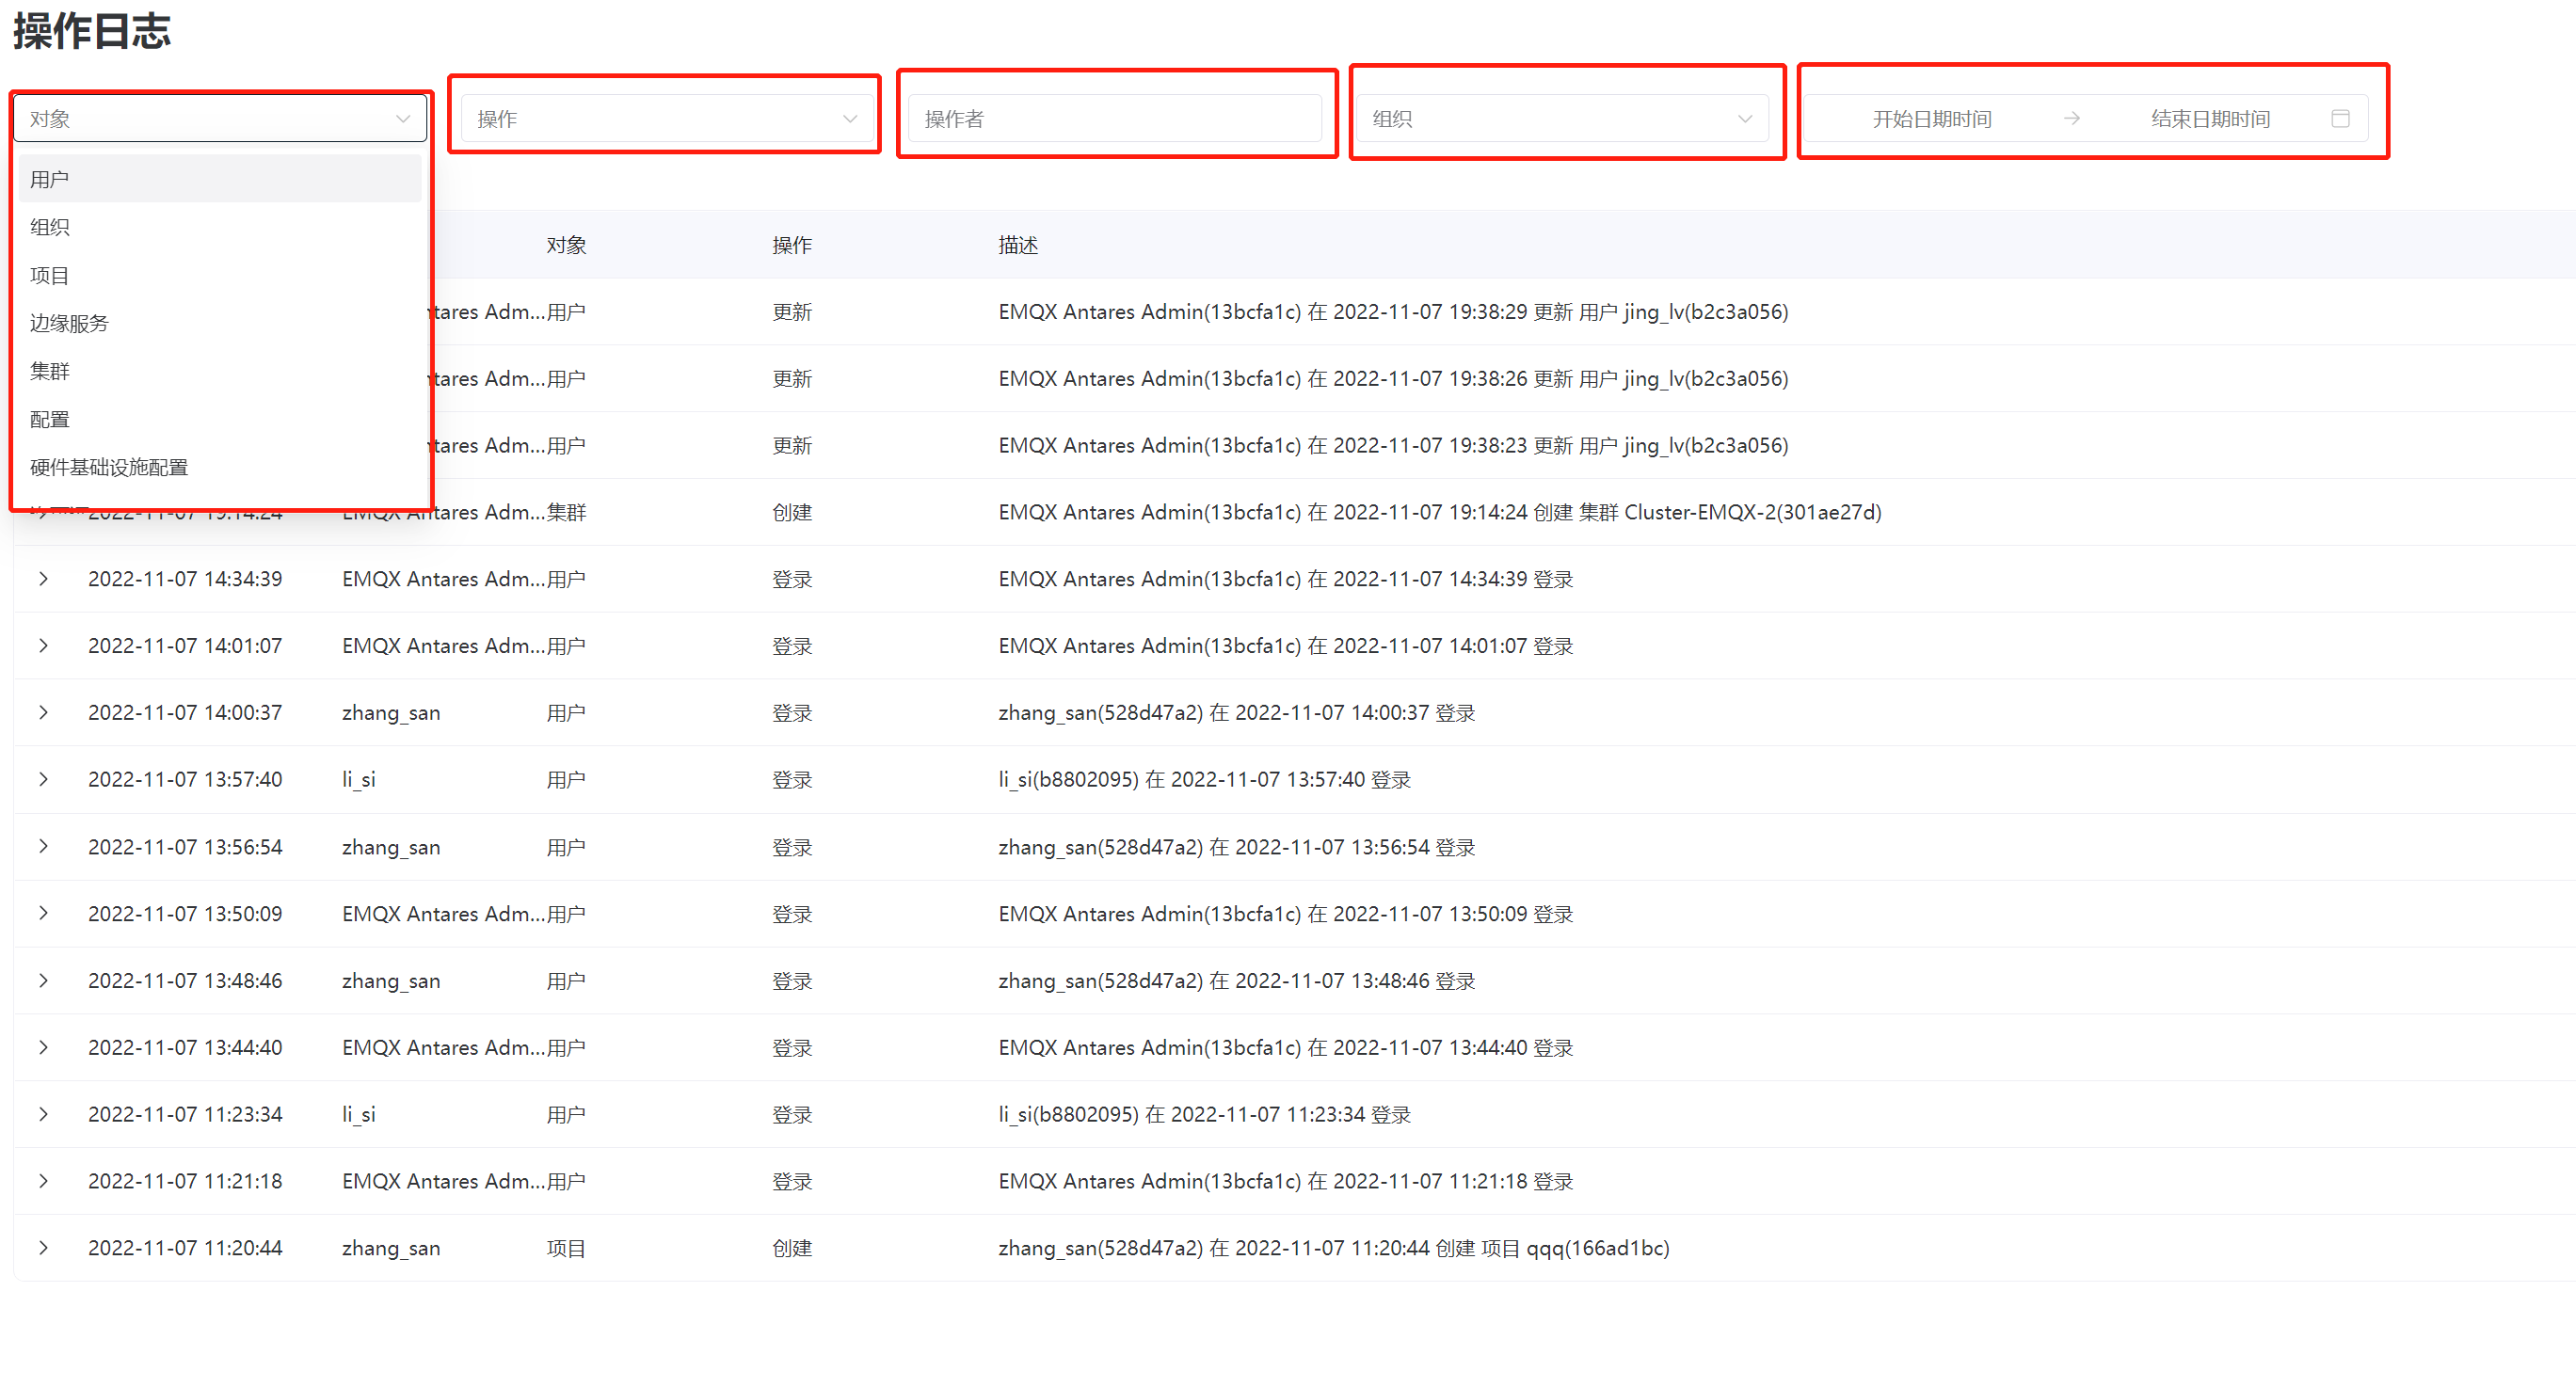 操作日志
对象 操作 操作者 组织 开始日期时间 → 结束日期时间
用户
组织
项目
边缘服务
集群
配置
硬件基础设施配置
对象 操作 描述
ntares Adm... 用户 更新 EMQX Antares Admin(13bcfa1c) 在 2022-11-07 19:38:29 更新 用户 jing_lv(b2c3a056)
ntares Adm... 用户 更新 EMQX Antares Admin(13bcfa1c) 在 2022-11-07 19:38:26 更新 用户 jing_lv(b2c3a056)
ntares Adm... 用户 更新 EMQX Antares Admin(13bcfa1c) 在 2022-11-07 19:38:23 更新 用户 jing_lv(b2c3a056)
2022-11-07 19:14:24 EMQX Antares Adm... 集群 创建 EMQX Antares Admin(13bcfa1c) 在 2022-11-07 19:14:24 创建 集群 Cluster-EMQX-2(301ae27d)
2022-11-07 14:34:39 EMQX Antares Adm... 用户 登录 EMQX Antares Admin(13bcfa1c) 在 2022-11-07 14:34:39 登录
2022-11-07 14:01:07 EMQX Antares Adm... 用户 登录 EMQX Antares Admin(13bcfa1c) 在 2022-11-07 14:01:07 登录
2022-11-07 14:00:37 zhang_san 用户 登录 zhang_san(528d47a2) 在 2022-11-07 14:00:37 登录
2022-11-07 13:57:40 li_si 用户 登录 li_si(b8802095) 在 2022-11-07 13:57:40 登录
2022-11-07 13:56:54 zhang_san 用户 登录 zhang_san(528d47a2) 在 2022-11-07 13:56:54 登录
2022-11-07 13:50:09 EMQX Antares Adm... 用户 登录 EMQX Antares Admin(13bcfa1c) 在 2022-11-07 13:50:09 登录
2022-11-07 13:48:46 zhang_san 用户 登录 zhang_san(528d47a2) 在 2022-11-07 13:48:46 登录
2022-11-07 13:44:40 EMQX Antares Adm... 用户 登录 EMQX Antares Admin(13bcfa1c) 在 2022-11-07 13:44:40 登录
2022-11-07 11:23:34 li_si 用户 登录 li_si(b8802095) 在 2022-11-07 11:23:34 登录
2022-11-07 11:21:18 EMQX Antares Adm... 用户 登录 EMQX Antares Admin(13bcfa1c) 在 2022-11-07 11:21:18 登录
2022-11-07 11:20:44 zhang_san 项目 创建 zhang_san(528d47a2) 在 2022-11-07 11:20:44 创建 项目 qqq(166ad1bc)